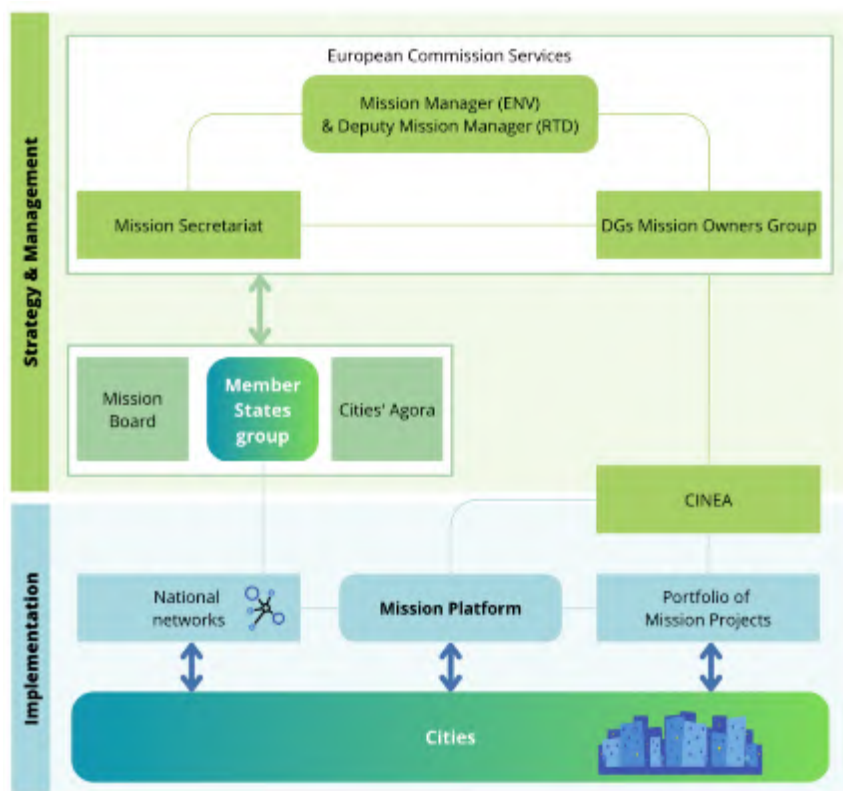 Strategy & Management
European Commission Services
Mission Manager (ENV)
& Deputy Mission Manager (RTD)
Mission Secretariat
DGs Mission Owners Group
Mission
Board
Member
States
group
Cities' Agora
CINEA
Implementation
National
networks
Mission Platform
Portfolio of
Mission Projects
Cities